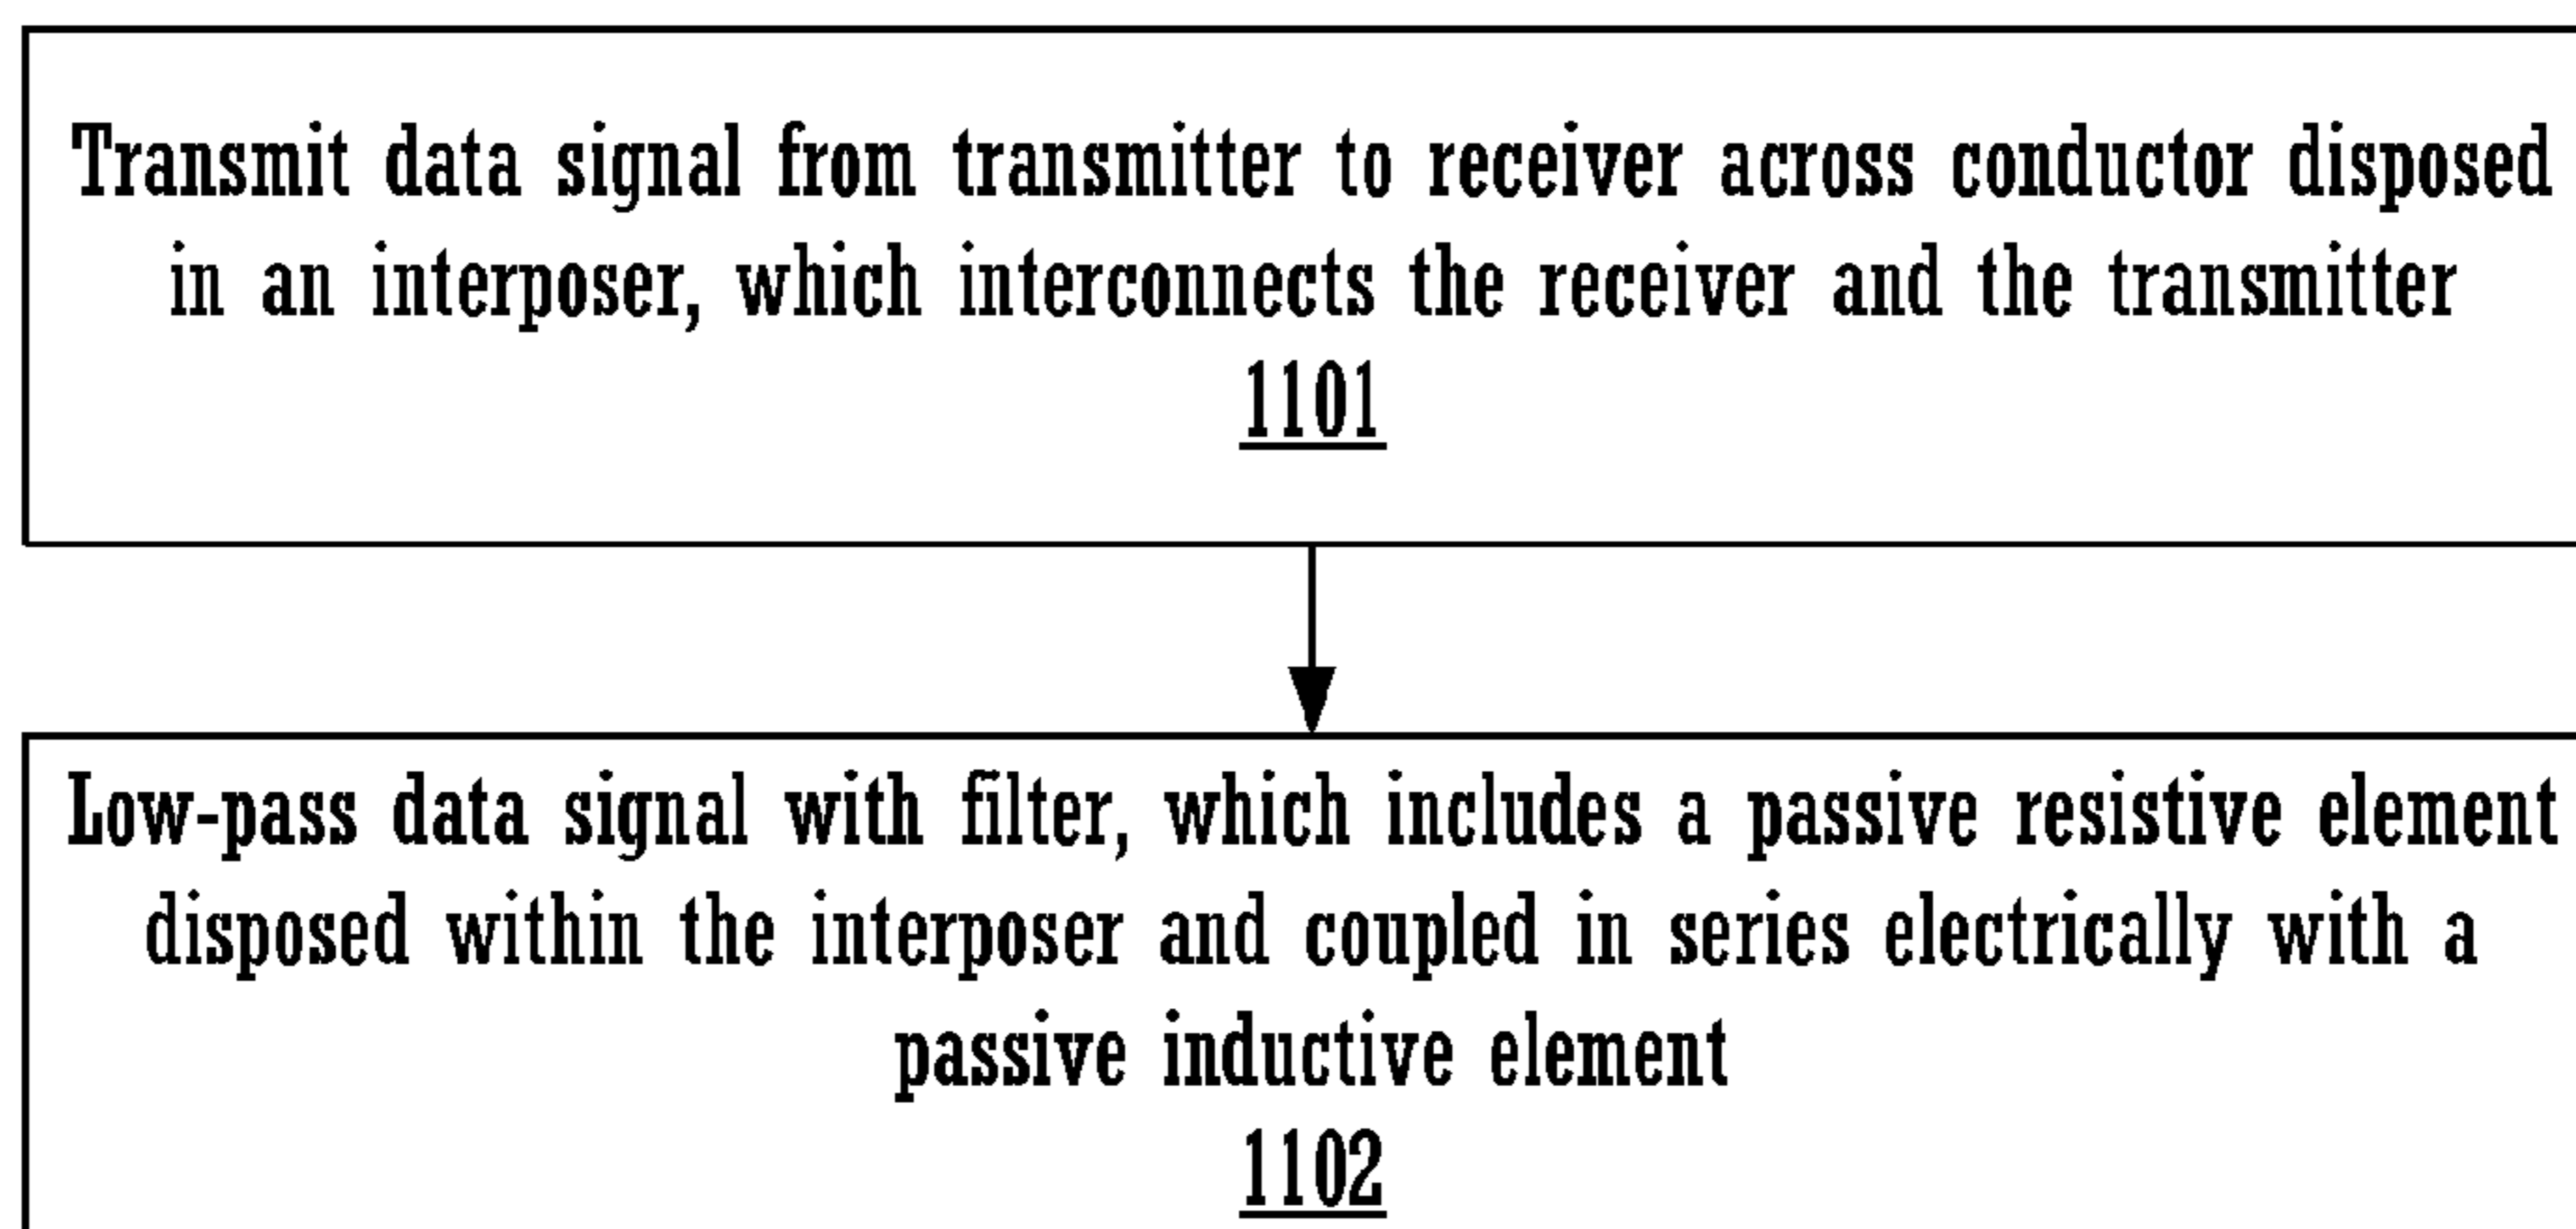 Transmit data signal from transmitter to receiver across conductor disposed
in an interposer, which interconnects the receiver and the transmitter
1101
Low-pass data signal with filter, which includes a passive resistive element
disposed within the interposer and coupled in series electrically with a
passive inductive element
1102